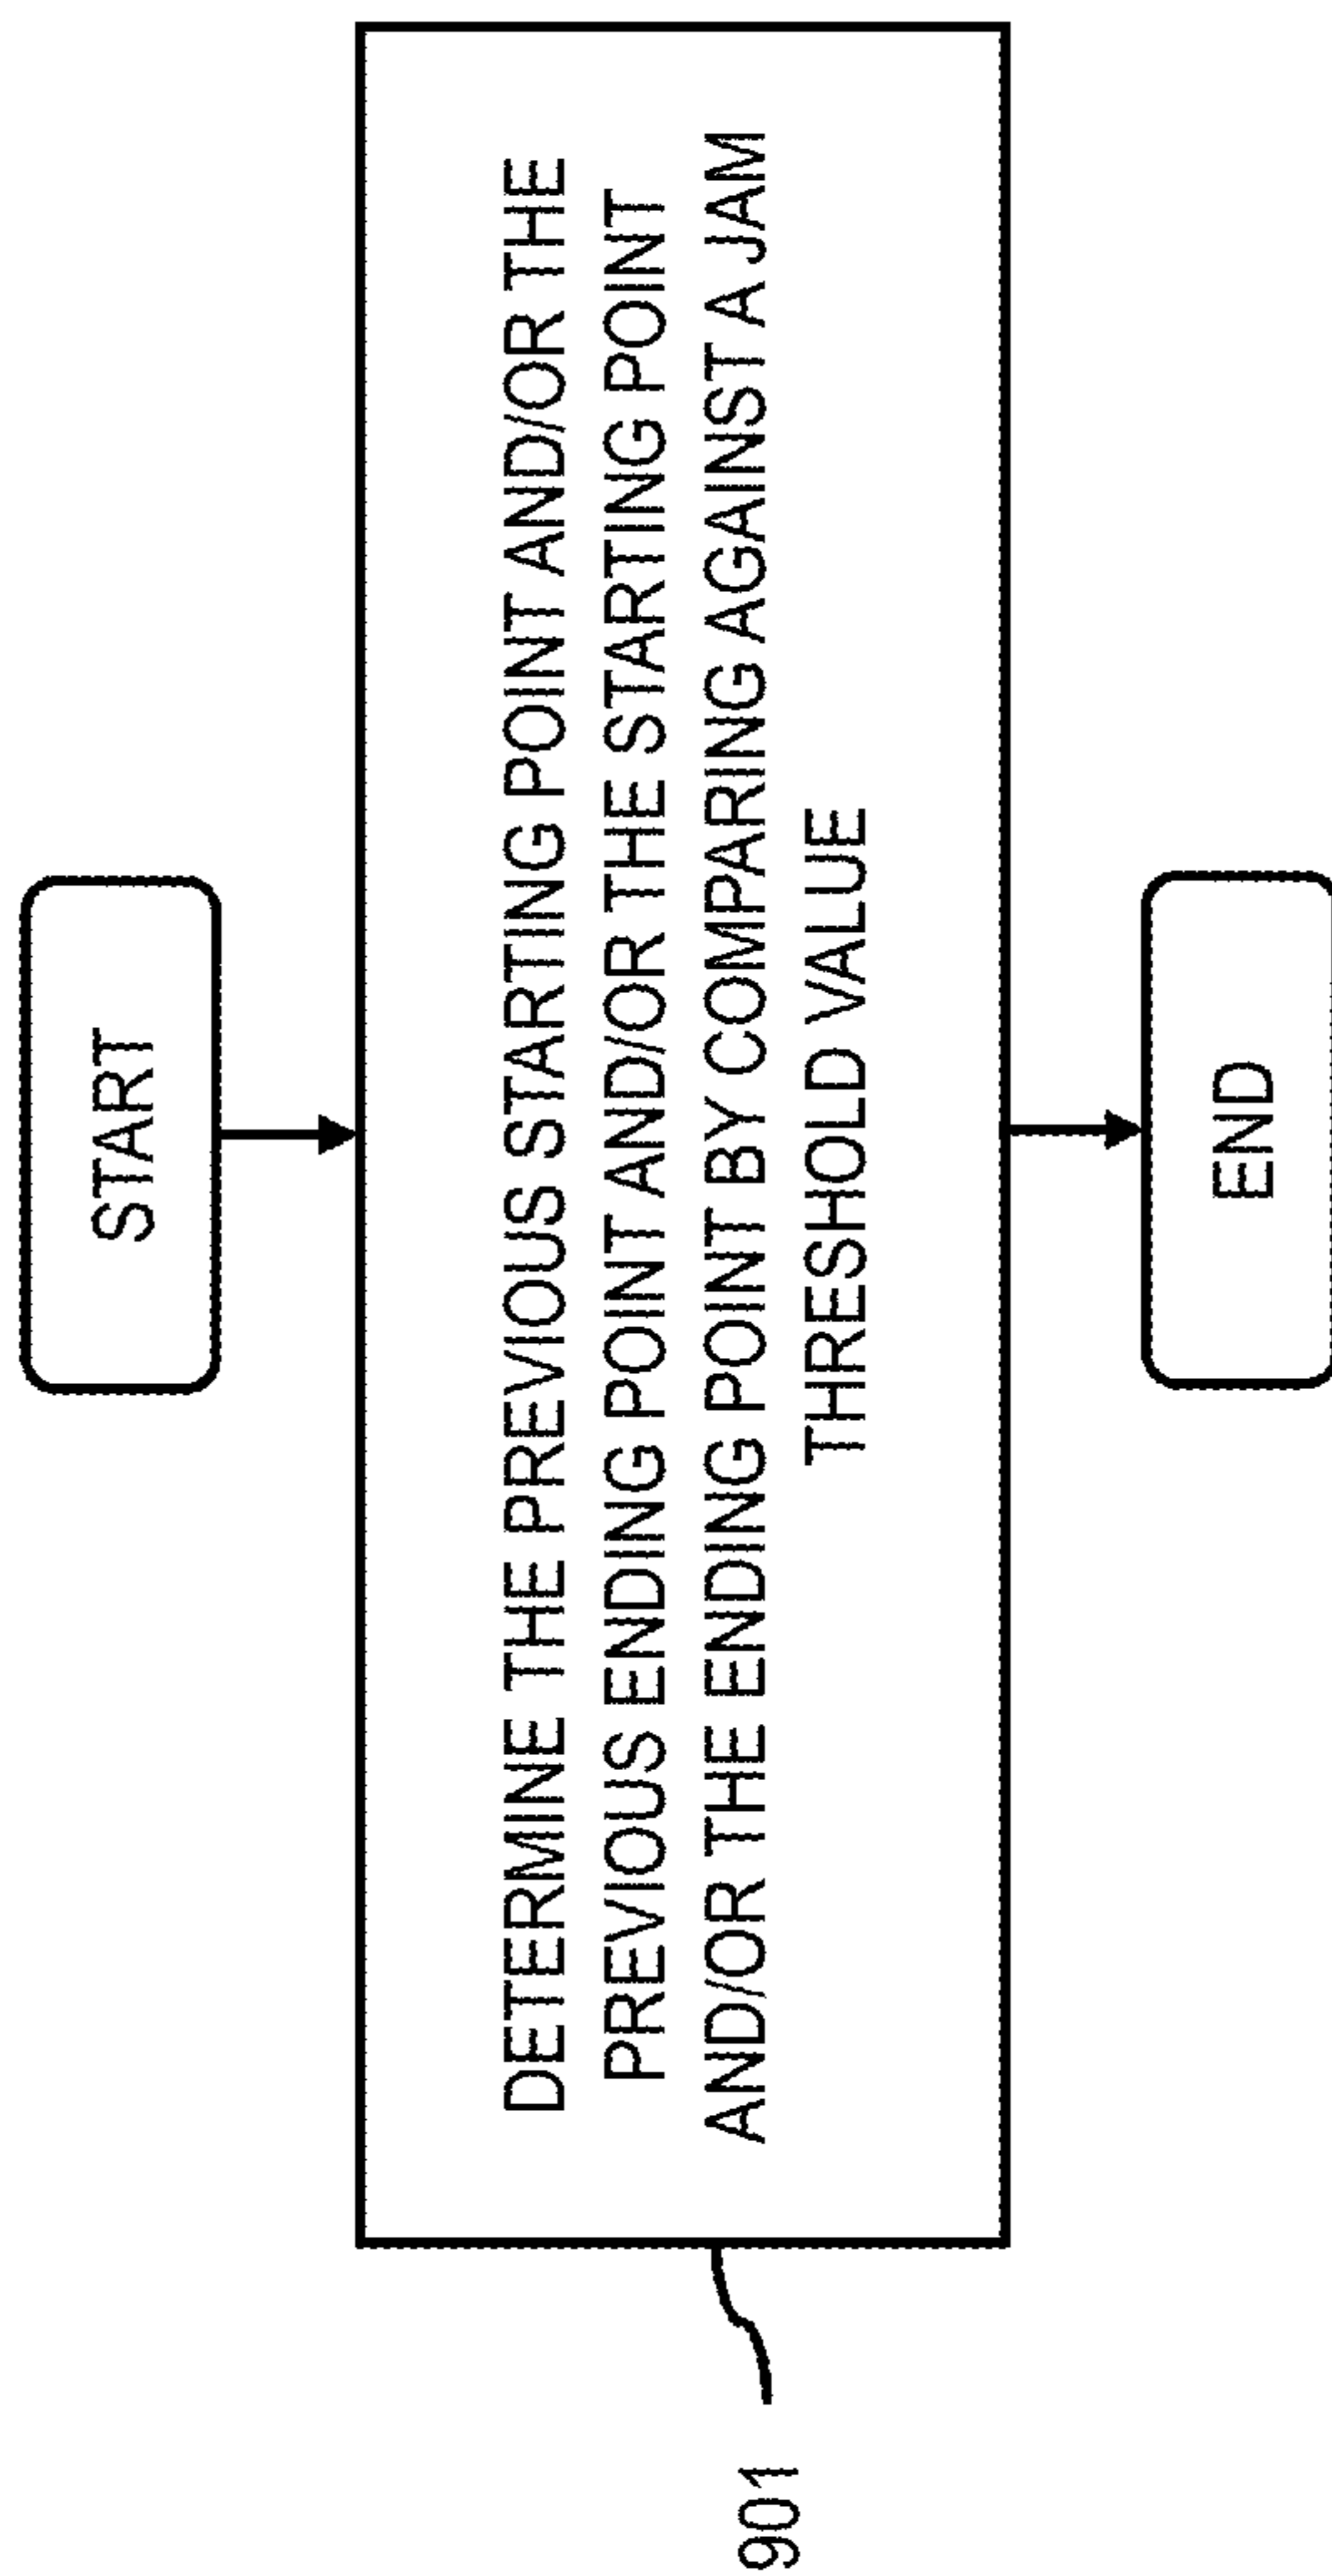 START
DETERMINE THE PREVIOUS STARTING POINT AND/OR THE
PREVIOUS ENDING POINT AND/OR THE STARTING POINT
AND/OR THE ENDING POINT BY COMPARING AGAINST A JAM
THRESHOLD VALUE
901
END